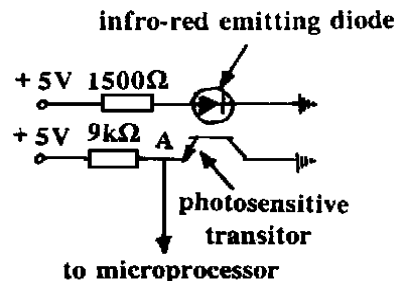 infro-red emitting diode
+ 5V 1500Ω
+ 5V 9kΩ A
photosensitive
transitor
to microprocessor